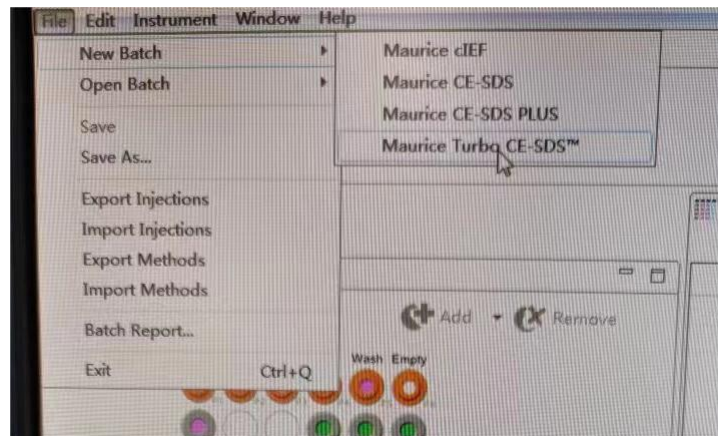 File Edit Instrument Window Help
New Batch
Open Batch
Save
Save As...
Export Injections
Import Injections
Export Methods
Import Methods
Batch Report...
Exit Ctrl+Q
Maurice cIEF
Maurice CE-SDS
Maurice CE-SDS PLUS
Maurice Turbo CE-SDS™
Add Remove
Wash Empty